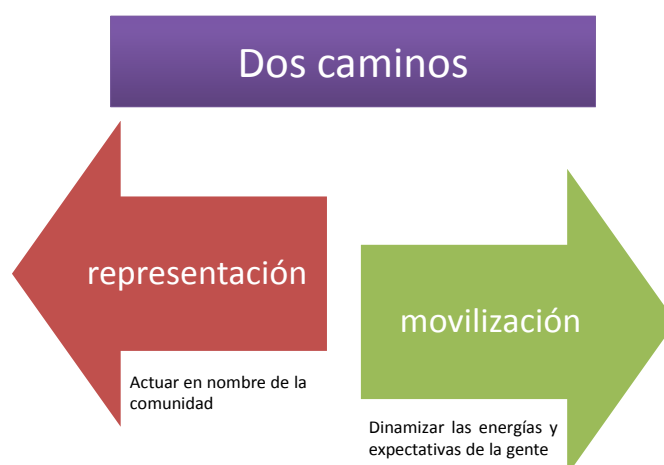 Dos caminos
representación
Actuar en nombre de la
comunidad
movilización
Dinamizar las energías y
expectativas de la gente